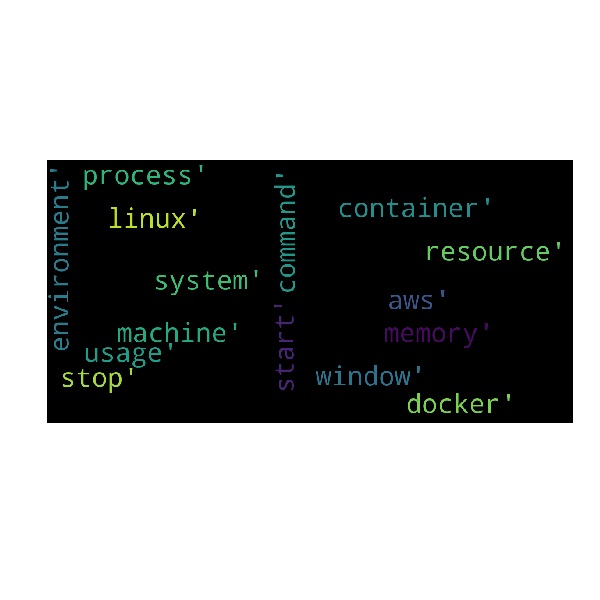 process'
environment'
linux'
command'
container'
resource'
system'
aws'
machine'
memory'
usage'
start'
stop'
window'
docker'